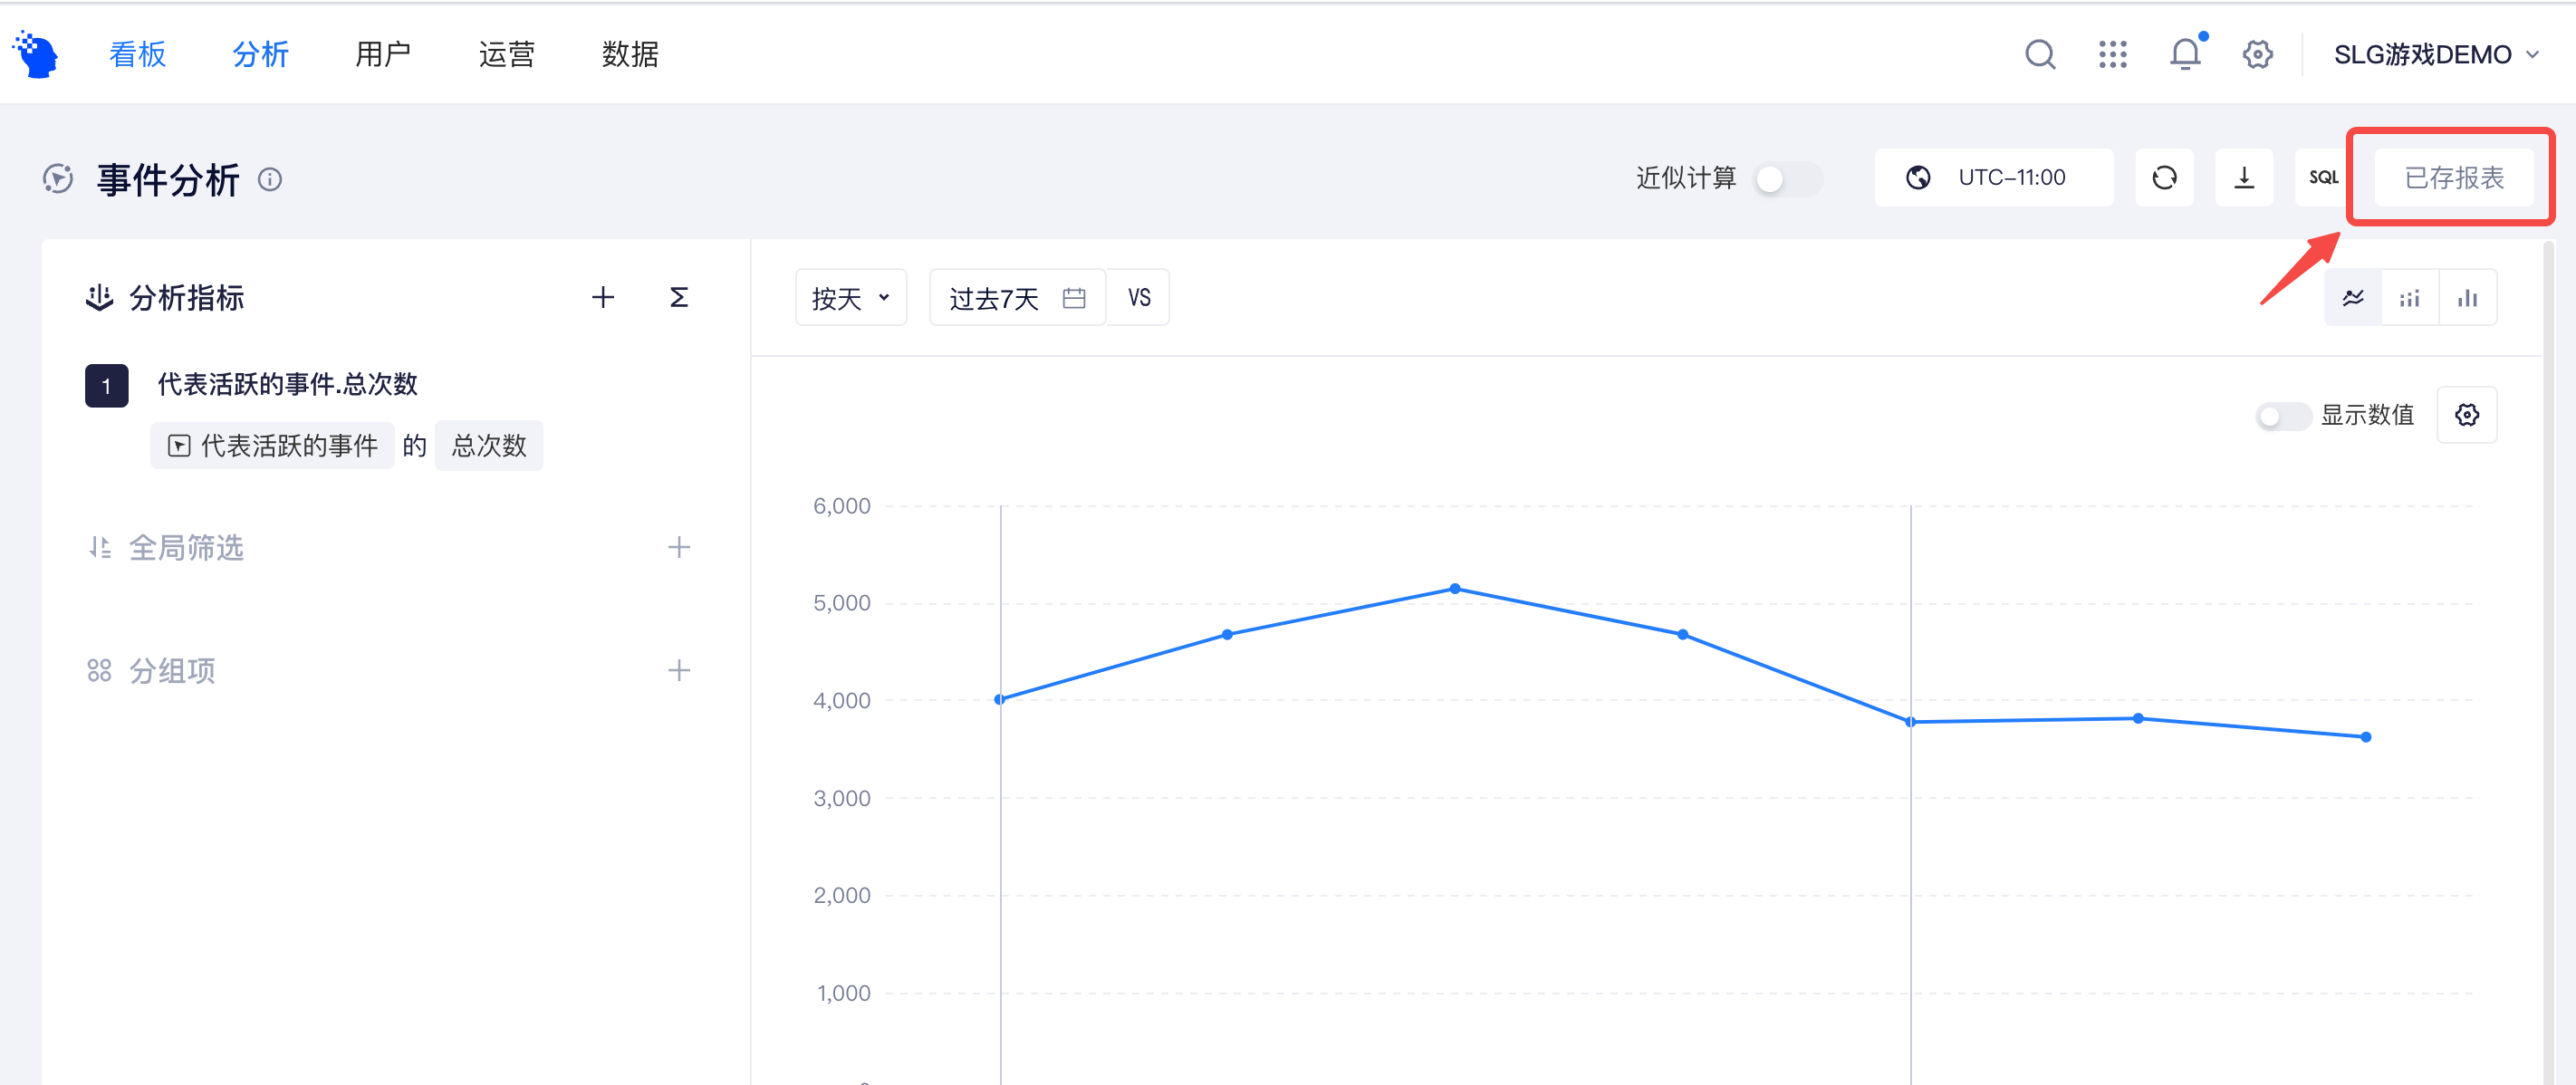 看板 分析 用户 运营 数据 SLG游戏DEMO
事件分析 近似计算 UTC-11:00 SQL 已存报表
分析指标
1 代表活跃的事件.总次数
代表活跃的事件 的 总次数
全局筛选
分组项
按天 过去7天 VS
显示数值
6,000
5,000
4,000
3,000
2,000
1,000